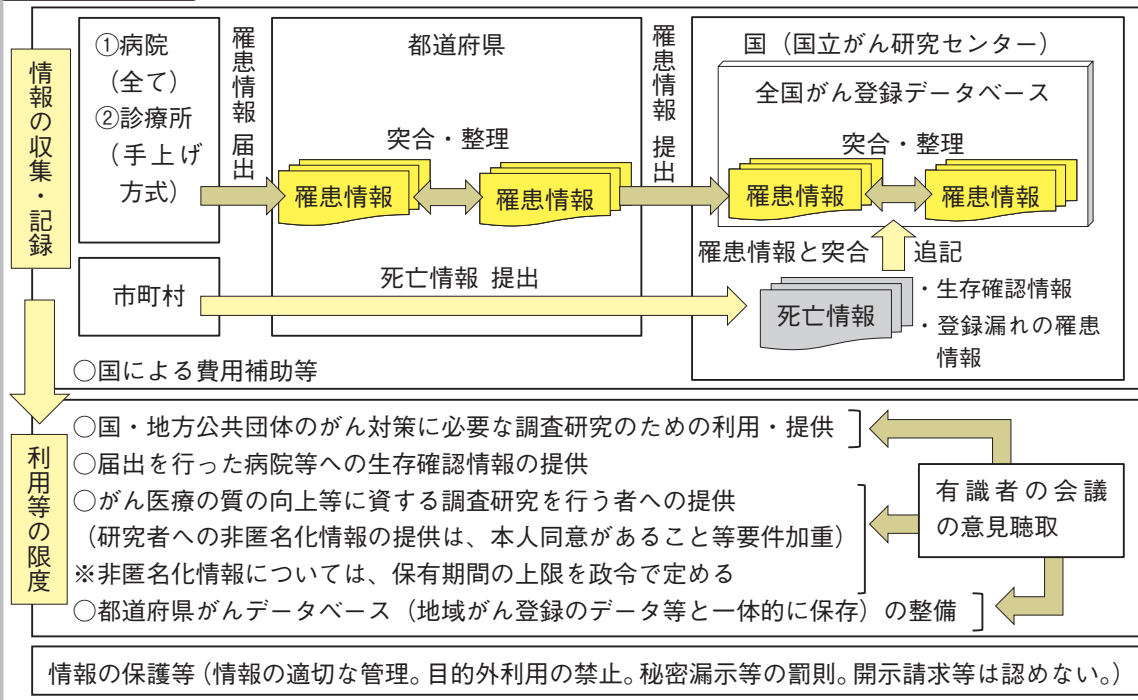 情報の収集・記録
①病院
（全て）
②診療所
（手上げ
方式）
罹患情報 届出
都道府県
突合・整理
罹患情報
罹患情報
罹患情報 提出
国（国立がん研究センター）
全国がん登録データベース
突合・整理
罹患情報
罹患情報
罹患情報と突合
追記
市町村
死亡情報 提出
死亡情報
・生存確認情報
・登録漏れの罹患
情報
○国による費用補助等
利用等の限度
○国・地方公共団体のがん対策に必要な調査研究のための利用・提供
○届出を行った病院等への生存確認情報の提供
○がん医療の質の向上等に資する調査研究を行う者への提供
（研究者への非匿名化情報の提供は、本人同意があること等要件加重）
※非匿名化情報については、保有期間の上限を政令で定める
○都道府県がんデータベース（地域がん登録のデータ等と一体的に保存）の整備
有識者の会議
の意見聴取
情報の保護等（情報の適切な管理。目的外利用の禁止。秘密漏示等の罰則。開示請求等は認めない。）